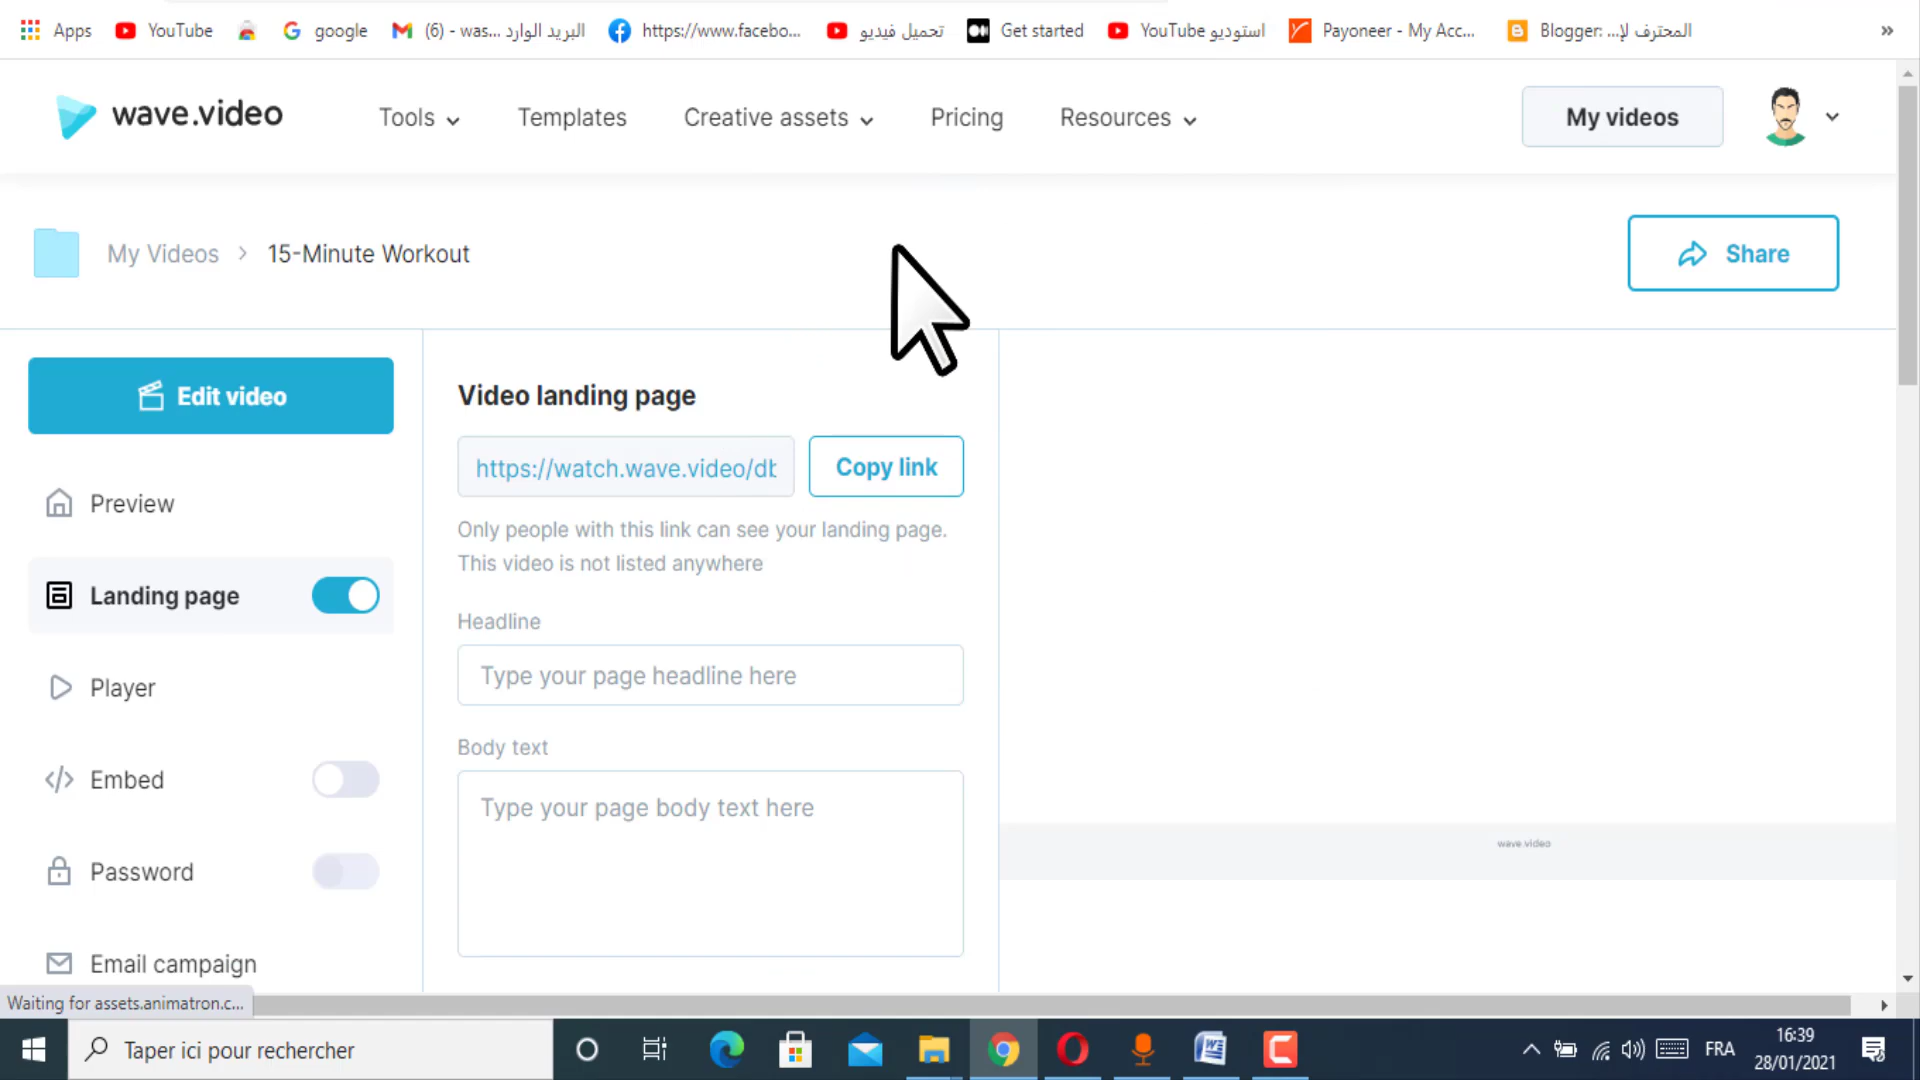 Apps
YouTube
google
البريد الوارد (6) - was...
https://www.facebo...
تحميل فيديو
Get started
استوديو YouTube
Payoneer - My Acc...
Blogger: ...المحترف لإ
»
wave.video
Tools
Templates
Creative assets
Pricing
Resources
My videos
My Videos > 15-Minute Workout
Share
Edit video
Preview
Landing page
Player
Embed
Password
Email campaign
Video landing page
https://watch.wave.video/dt
Copy link
Only people with this link can see your landing page.
This video is not listed anywhere
Headline
Type your page headline here
Body text
Type your page body text here
wave.video
Waiting for assets.animatron.c...
Taper ici pour rechercher
FRA
16:39
28/01/2021